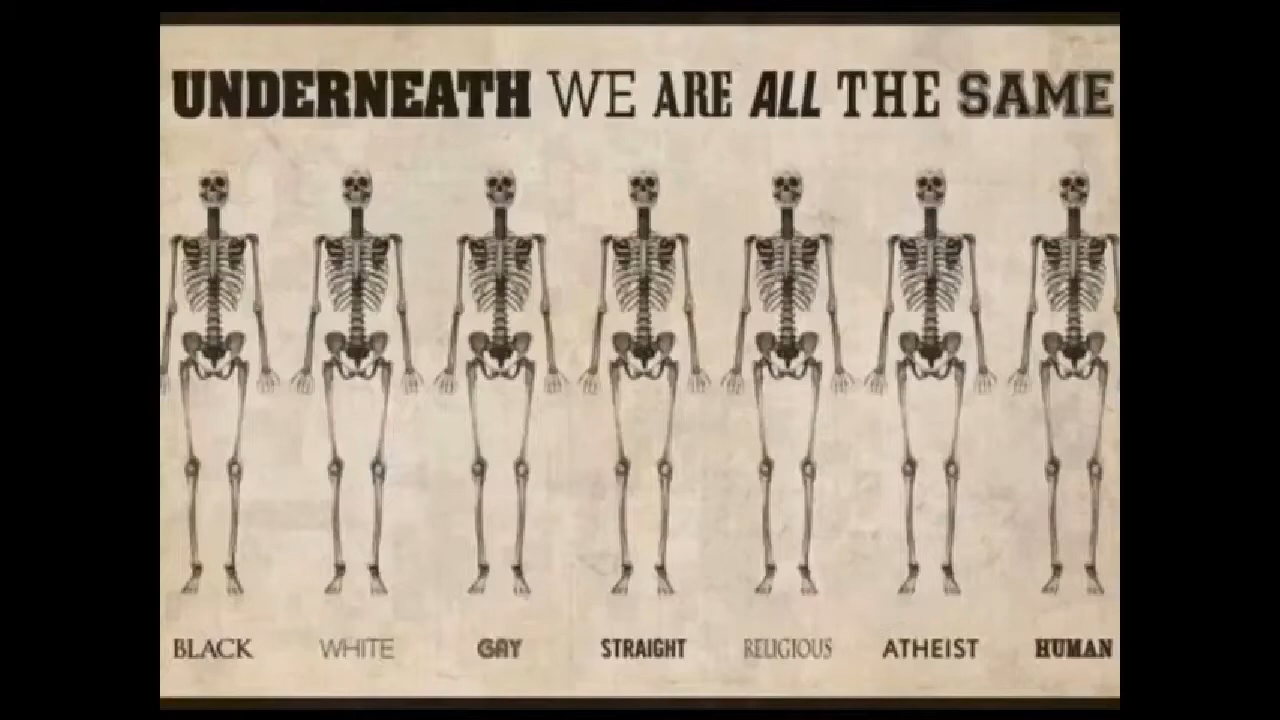 UNDERNEATH WE ARE ALL THE SAME
BLACK WHITE GAY STRAIGHT RELIGIOUS ATHEIST HUMAN